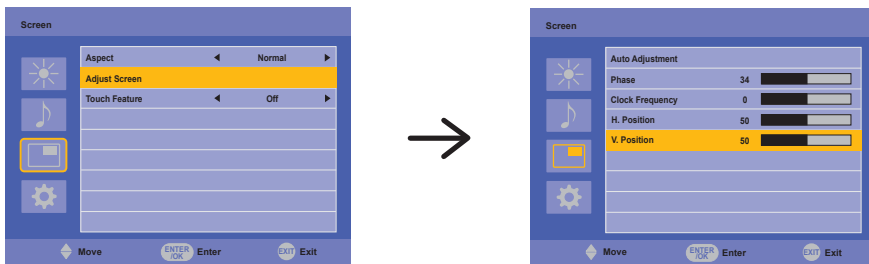 Screen
Aspect Normal
Adjust Screen
Touch Feature Off
Move ENTER /OK Enter EXIT Exit
Screen
Auto Adjustment
Phase 34
Clock Frequency 0
H. Position 50
V. Position 50
Move ENTER /OK Enter EXIT Exit